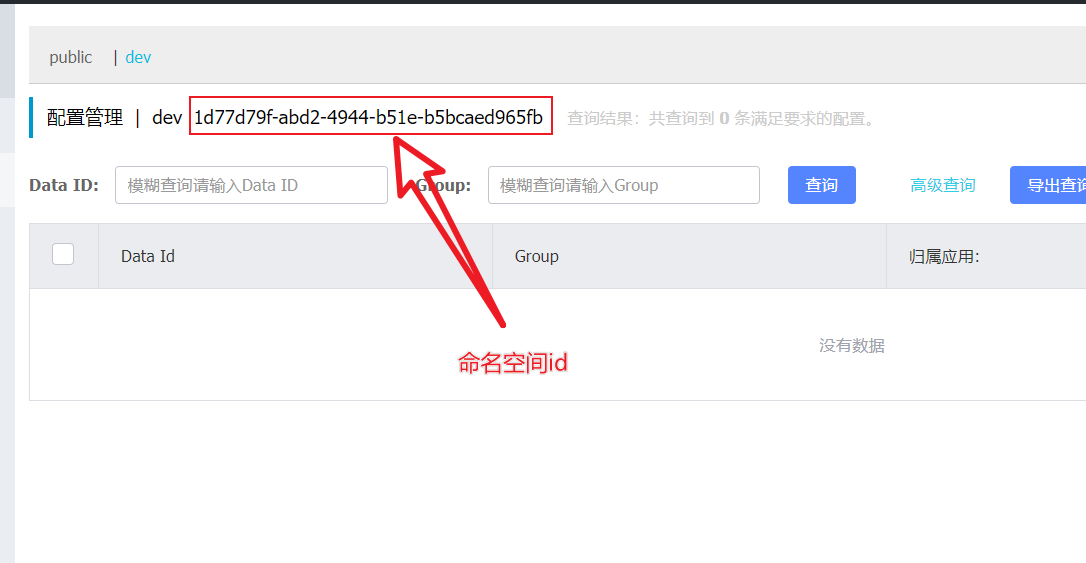 public | dev
配置管理 | dev 1d77d79f-abd2-4944-b51e-b5bcaed965fb 查询结果：共查询到 0 条满足要求的配置。
Data ID: 模糊查询请输入Data ID Group: 模糊查询请输入Group 查询 高级查询 导出查询
Data Id Group 归属应用:
没有数据
命名空间id